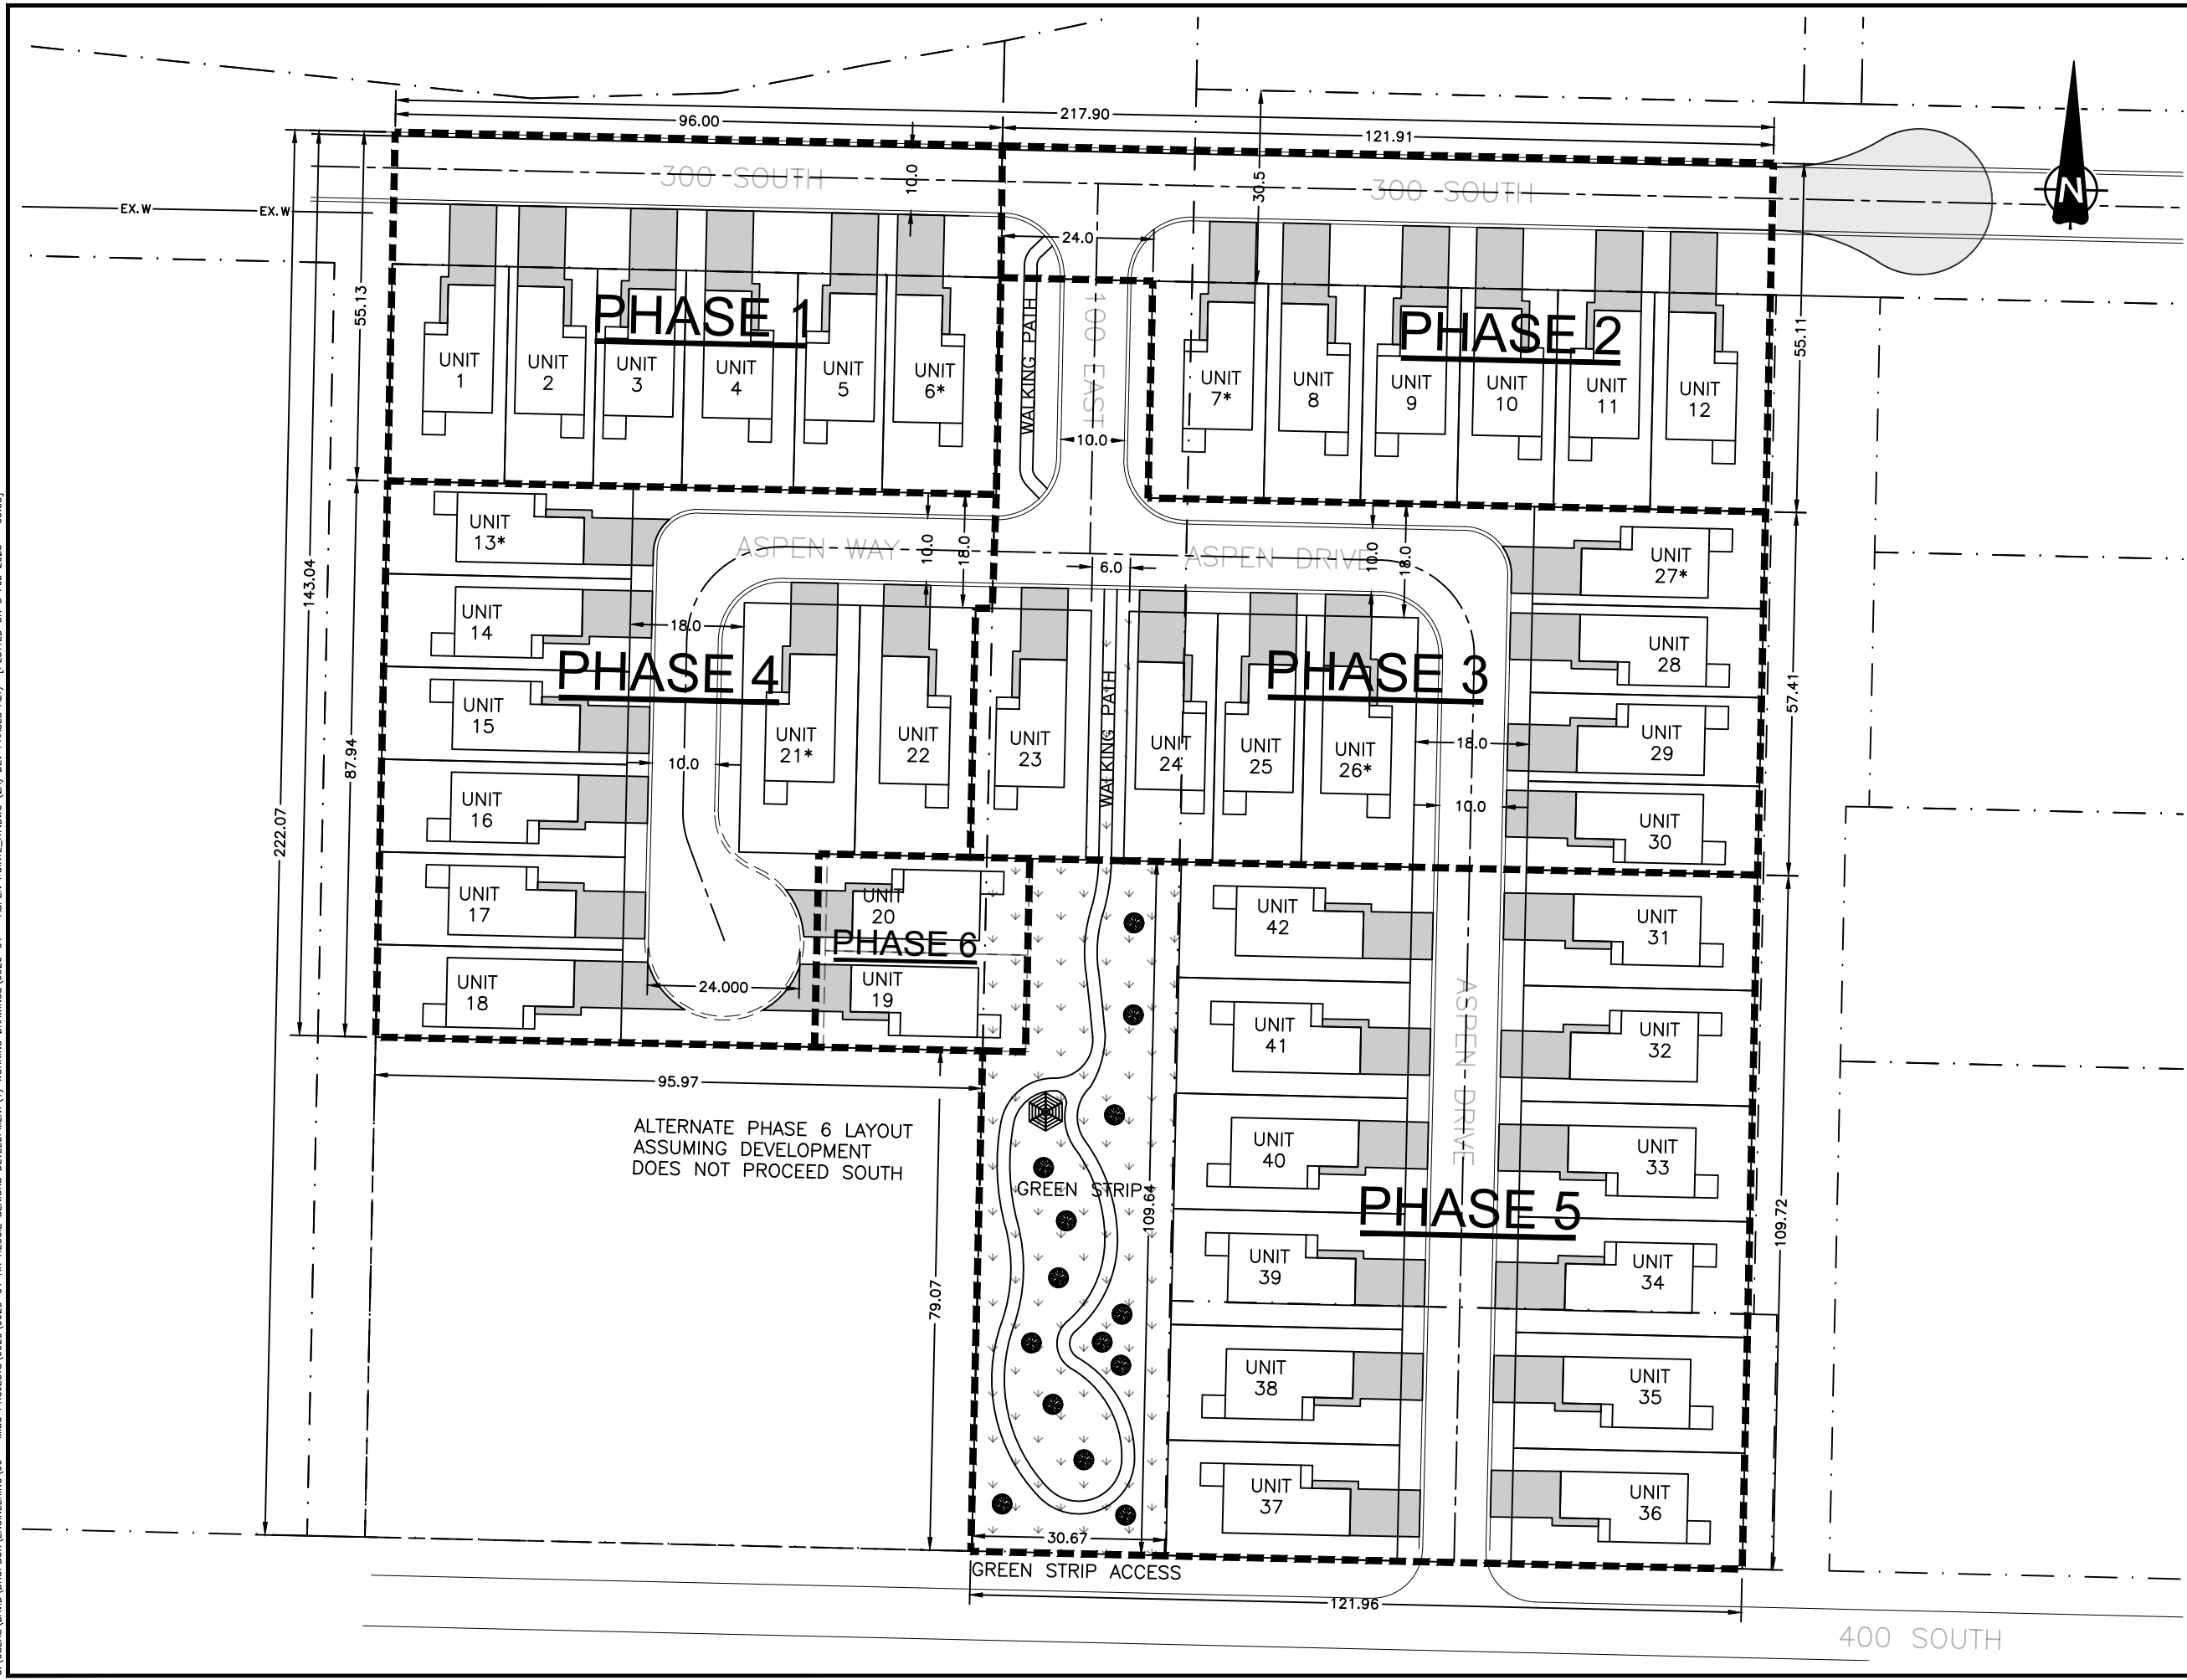 217.90
96.00
121.91
300 SOUTH
10.0
30.5
300 SOUTH
N
EX.W
EX.W
24.0
55.13
PHASE 1
WALKING PATH
100 EAST
PHASE 2
55.11
UNIT
1
UNIT
2
UNIT
3
UNIT
4
UNIT
5
UNIT
6*
10.0
UNIT
7*
UNIT
8
UNIT
9
UNIT
10
UNIT
11
UNIT
12
143.04
222.07
87.94
UNIT
13*
ASPEN WAY
10.0
18.0
6.0
ASPEN DRIVE
10.0
18.0
UNIT
27*
UNIT
14
18.0
UNIT
28
57.41
PHASE 4
PHASE 3
UNIT
15
10.0
UNIT
21*
UNIT
22
UNIT
23
WALKING PATH
UNIT
24
UNIT
25
UNIT
26*
18.0
UNIT
29
UNIT
16
10.0
UNIT
30
UNIT
17
UNIT
20
PHASE 6
UNIT
42
UNIT
31
UNIT
18
24.000
UNIT
19
UNIT
41
ASPEN DRIVE
UNIT
32
95.97
ALTERNATE PHASE 6 LAYOUT
ASSUMING DEVELOPMENT
DOES NOT PROCEED SOUTH
UNIT
40
UNIT
33
GREEN STRIP
109.64
PHASE 5
109.72
79.07
UNIT
39
UNIT
34
UNIT
38
UNIT
35
UNIT
37
UNIT
36
30.67
GREEN STRIP ACCESS
121.96
400 SOUTH